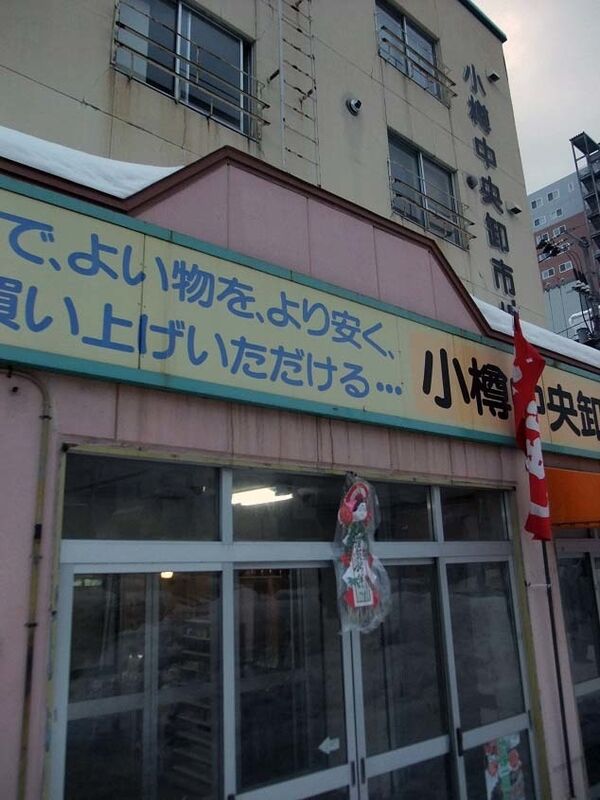 小樽中央卸市
で、よい物を、より安く、
買い上げいただける…
小樽中央卸